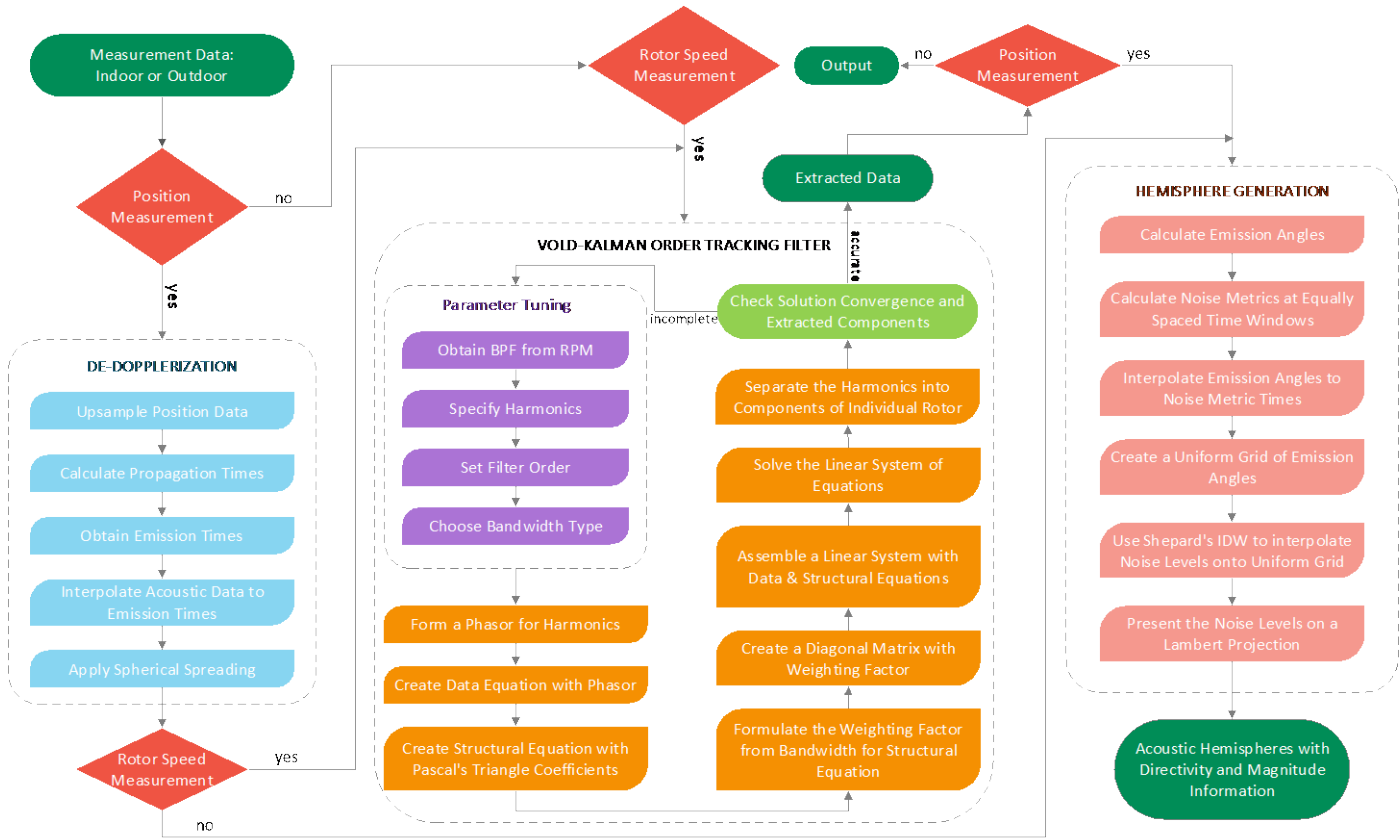 Measurement Data:
Indoor or Outdoor
Position
Measurement
no
yes
DE-DOPPLERIZATION
Upsample Position Data
Calculate Propagation Times
Obtain Emission Times
Interpolate Acoustic Data to
Emission Times
Apply Spherical Spreading
Rotor Speed
Measurement
yes
no
Rotor Speed
Measurement
yes
VOLD-KALMAN ORDER TRACKING FILTER
Parameter Tuning
Obtain BPF from RPM
Specify Harmonics
Set Filter Order
Choose Bandwidth Type
Form a Phasor for Harmonics
Create Data Equation with Phasor
Create Structural Equation with
Pascal's Triangle Coefficients
Formulate the Weighting Factor
from Bandwidth for Structural
Equation
Create a Diagonal Matrix with
Weighting Factor
Assemble a Linear System with
Data & Structural Equations
Solve the Linear System of
Equations
Separate the Harmonics into
Components of Individual Rotor
Check Solution Convergence and
Extracted Components
incomplete
accurate
Extracted Data
Position
Measurement
no
Output
yes
HEMISPHERE GENERATION
Calculate Emission Angles
Calculate Noise Metrics at Equally
Spaced Time Windows
Interpolate Emission Angles to
Noise Metric Times
Create a Uniform Grid of Emission
Angles
Use Shepard's IDW to interpolate
Noise Levels onto Uniform Grid
Present the Noise Levels on a
Lambert Projection
Acoustic Hemispheres with
Directivity and Magnitude
Information